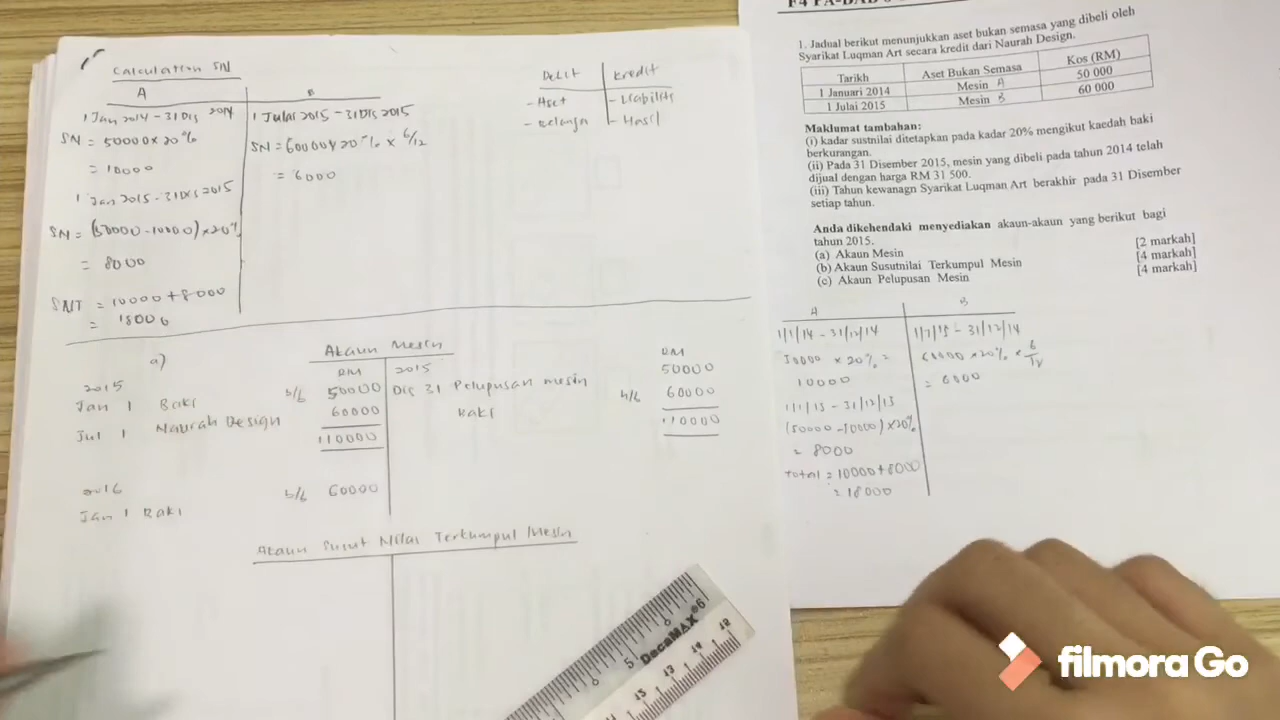 Calculation SN
A
B
1 Jan 2014 - 31 Dis 2014
SN = 50000 x 20%
= 10000
1 Jan 2015 - 31 Dis 2015
SN = (50000 - 10000) x 20%
= 8000
SNT = 10000 + 8000
= 18000
1 Julai 2015 - 31 Dis 2015
SN = 60000 x 20% x 6/12
= 6000
Debit Kredit
- Aset - Liabiliti
- Belanja - Hasil
a)
Akaun Mesin
RM 2015 RM
2015
Jan 1 Baki b/b 50000 Dis 31 Pelupusan mesin 50000
Jul 1 Naurah Design 60000 Baki h/b 60000
110000 110000
2016
Jan 1 Baki b/b 60000
Akaun Susut Nilai Terkumpul Mesin
1. Jadual berikut menunjukkan aset bukan semasa yang dibeli oleh
Syarikat Luqman Art secara kredit dari Naurah Design.
Tarikh Aset Bukan Semasa Kos (RM)
1 Januari 2014 Mesin A 50 000
1 Julai 2015 Mesin B 60 000
Maklumat tambahan:
(i) kadar sustnilai ditetapkan pada kadar 20% mengikut kaedah baki
berkurangan.
(ii) Pada 31 Disember 2015, mesin yang dibeli pada tahun 2014 telah
dijual dengan harga RM 31 500.
(iii) Tahun kewanagn Syarikat Luqman Art berakhir pada 31 Disember
setiap tahun.
Anda dikehendaki menyediakan akaun-akaun yang berikut bagi
tahun 2015.
(a) Akaun Mesin [2 markah]
(b) Akaun Susutnilai Terkumpul Mesin [4 markah]
(c) Akaun Pelupusan Mesin [4 markah]
A
B
1/1/14 - 31/12/14
50000 x 20% =
10000
1/1/15 - 31/12/15
(50000 - 10000) x 20%
= 8000
total = 10000 + 8000
= 18000
1/7/15 - 31/12/14
60000 x 20% x 6/12
= 6000
DecaMAX®
filmora Go